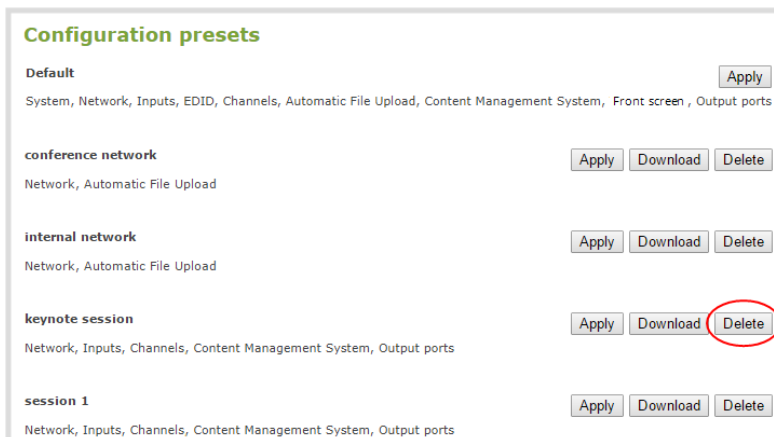 Configuration presets
Default
Apply
System, Network, Inputs, EDID, Channels, Automatic File Upload, Content Management System, Front screen , Output ports
conference network
Apply Download Delete
Network, Automatic File Upload
internal network
Apply Download Delete
Network, Automatic File Upload
keynote session
Apply Download Delete
Network, Inputs, Channels, Content Management System, Output ports
session 1
Apply Download Delete
Network, Inputs, Channels, Content Management System, Output ports